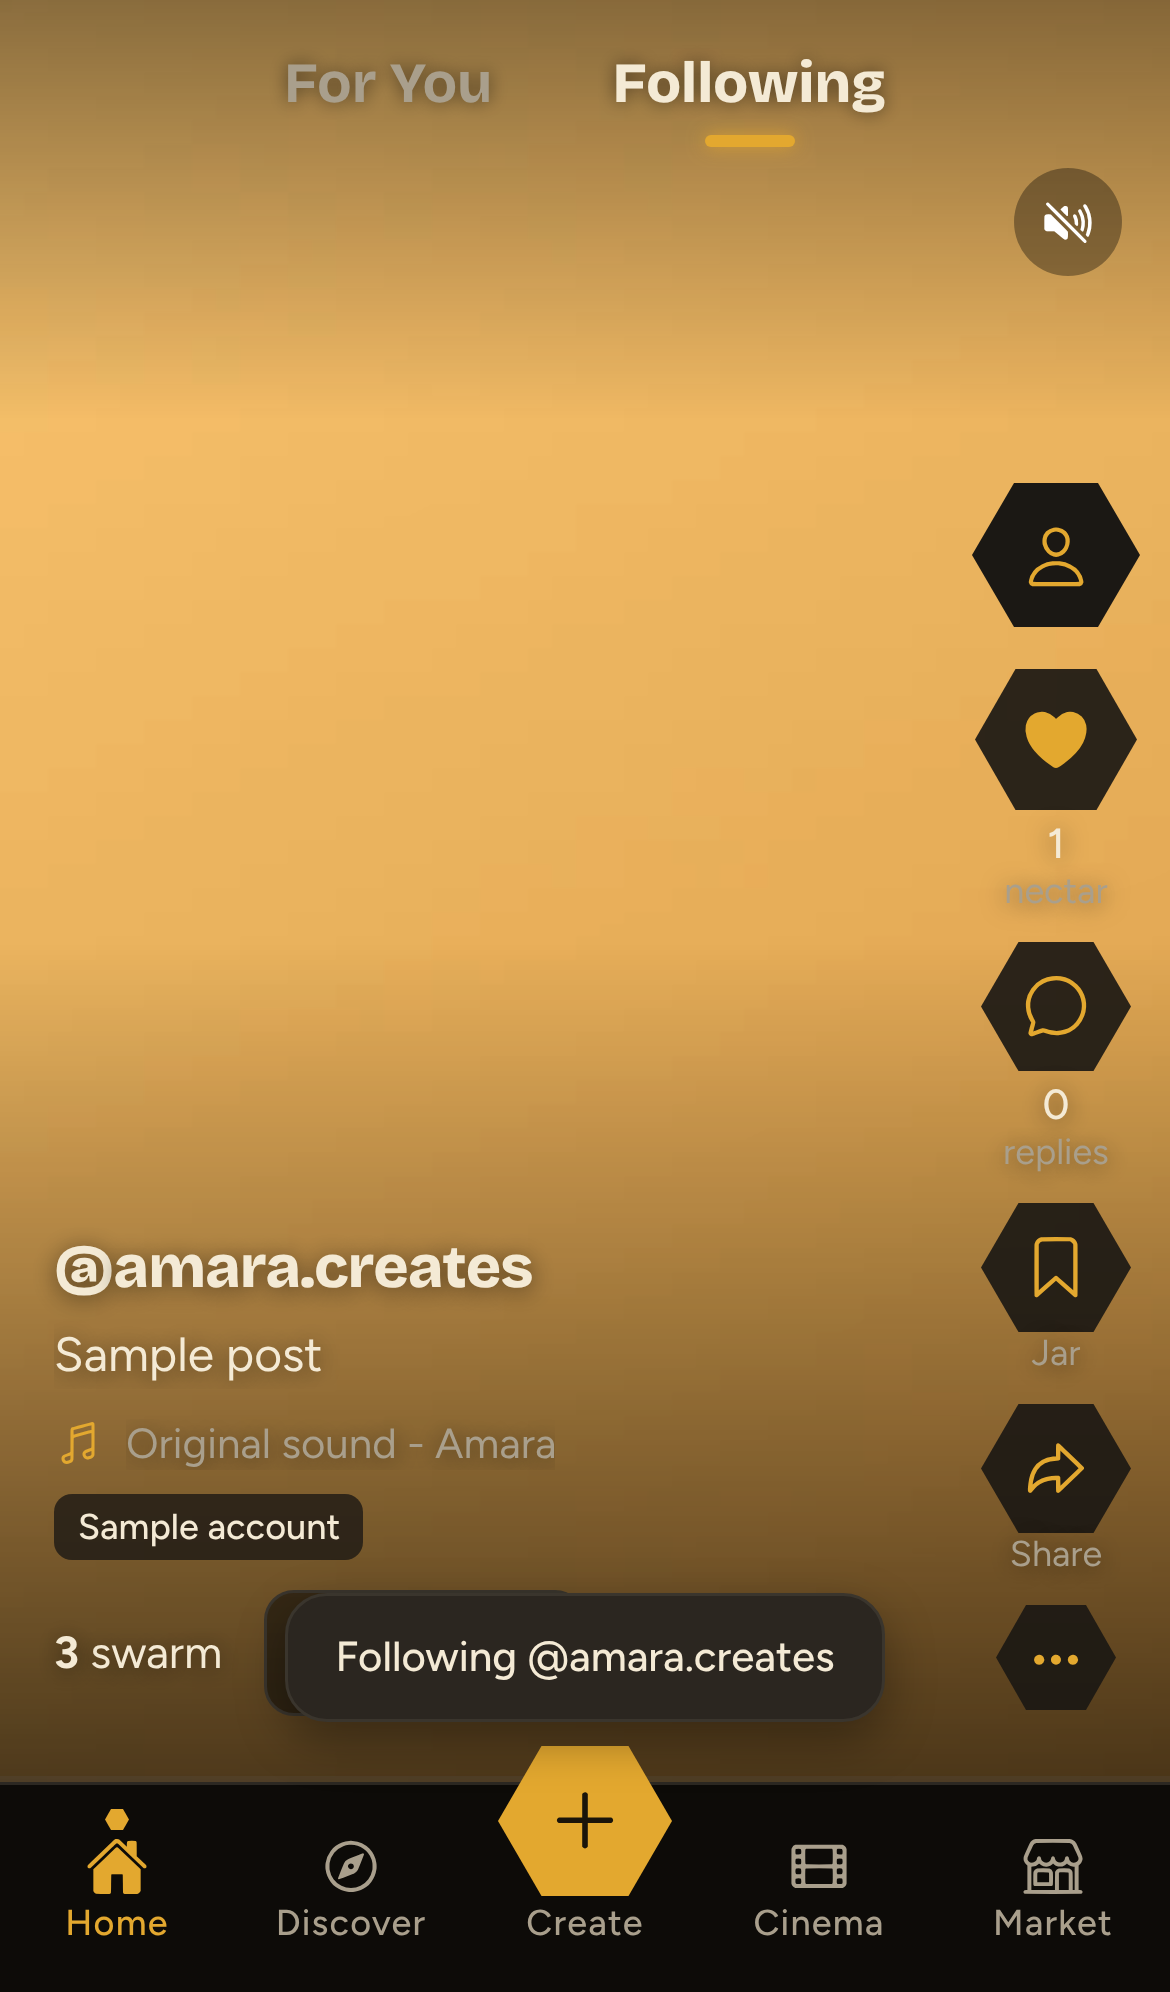 For You
Following
1
nectar
0
replies
@amara.creates
Sample post
Jar
Original sound - Amara
Sample account
Share
3 swarm
Following @amara.creates
Home
Discover
Create
Cinema
Market